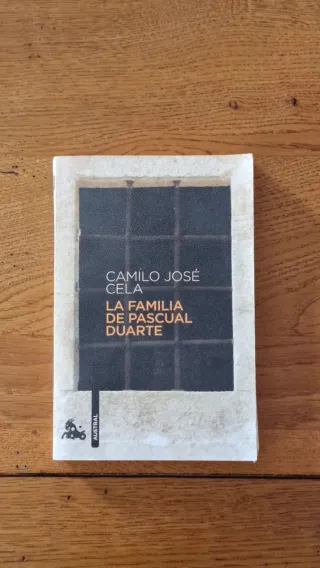 CAMILO JOSÉ
CELA
LA FAMILIA
DE PASCUAL
DUARTE
AUSTRAL